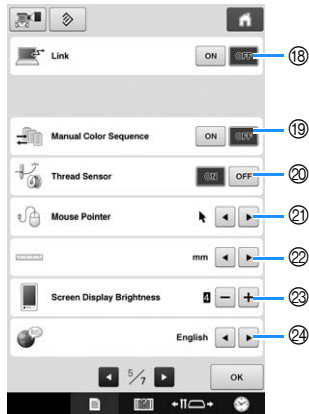 Link ON OFF ⑱
Manual Color Sequence ON OFF ⑲
Thread Sensor ON OFF ⑳
Mouse Pointer ㉑
mm ㉒
Screen Display Brightness 4 − + ㉓
English ㉔
5/7 OK